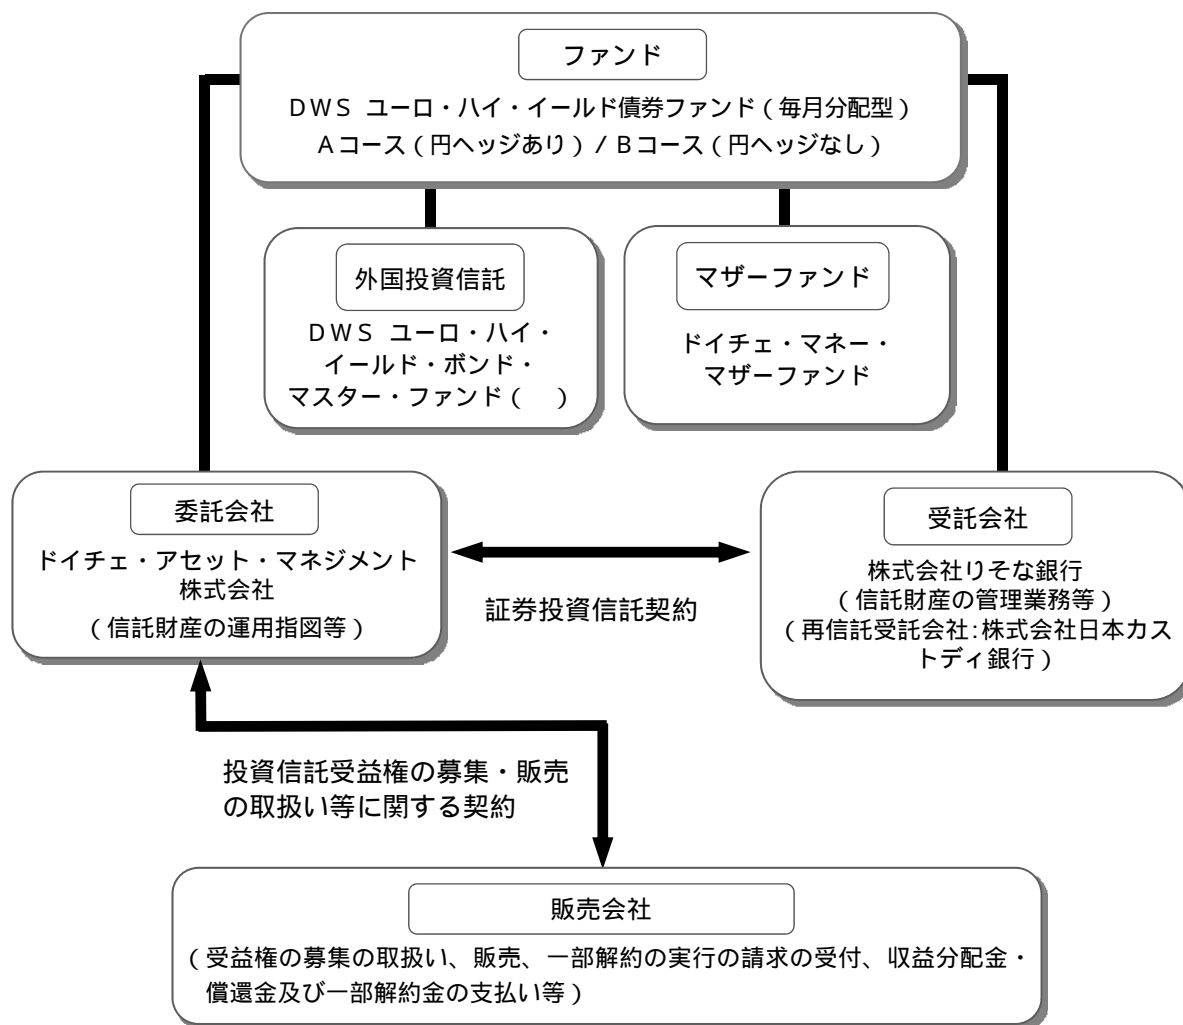 ファンド
DWS ユーロ・ハイ・イールド債券ファンド(毎月分配型)
Aコース(円ヘッジあり)/Bコース(円ヘッジなし)
外国投資信託
DWS ユーロ・ハイ・
イールド・ボンド・
マスター・ファンド( )
マザーファンド
ドイチェ・マネー・
マザーファンド
委託会社
ドイチェ・アセット・マネジメント
株式会社
(信託財産の運用指図等)
証券投資信託契約
受託会社
株式会社りそな銀行
(信託財産の管理業務等)
(再信託受託会社:株式会社日本カス
トディ銀行)
投資信託受益権の募集・販売
の取扱い等に関する契約
販売会社
(受益権の募集の取扱い、販売、一部解約の実行の請求の受付、収益分配金・
償還金及び一部解約金の支払い等)